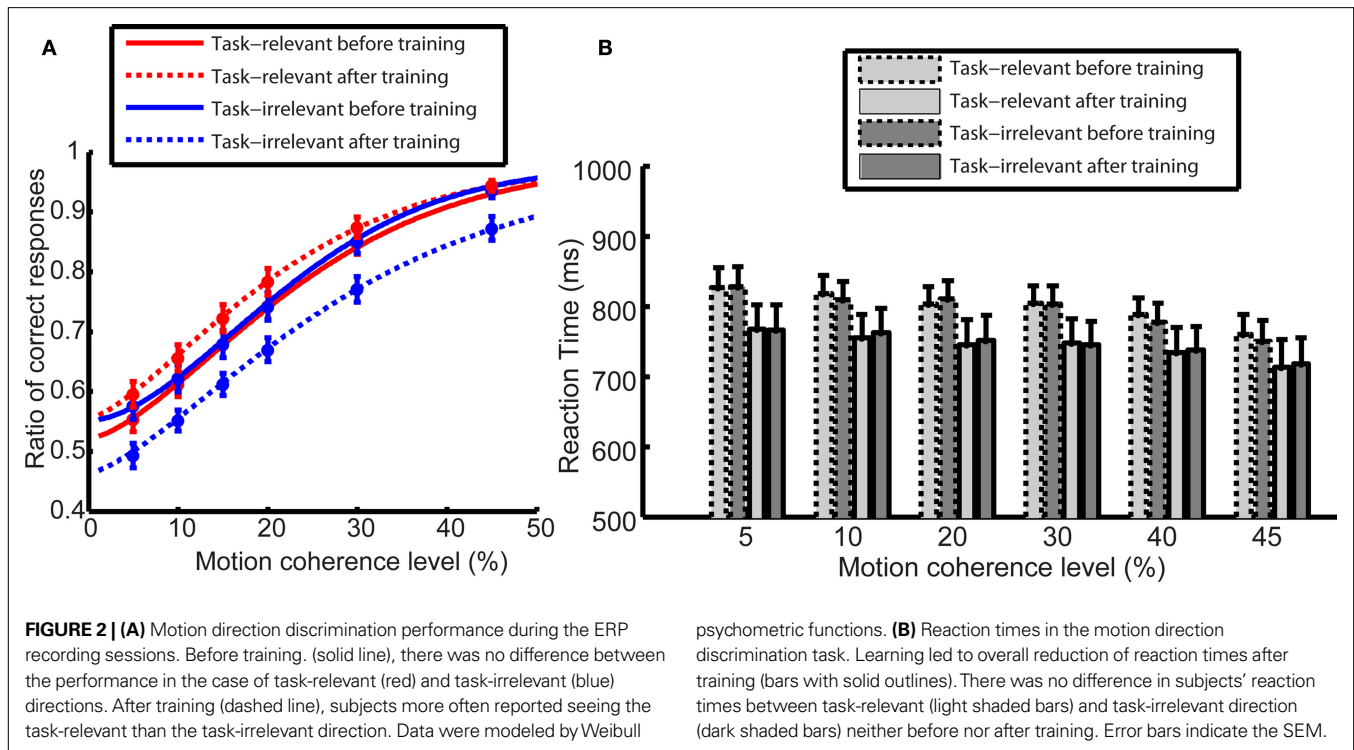 A
Task–relevant before training
Task–relevant after training
Task–irrelevant before training
Task–irrelevant after training
1
0.9
0.8
0.7
0.6
0.5
0.4
Ratio of correct responses
0 10 20 30 40 50
Motion coherence level (%)
B
Task–relevant before training
Task–relevant after training
Task–irrelevant before training
Task–irrelevant after training
1000
900
800
700
600
500
Reaction Time (ms)
5 10 20 30 40 45
Motion coherence level (%)
FIGURE 2 | (A) Motion direction discrimination performance during the ERP
recording sessions. Before training. (solid line), there was no difference between
the performance in the case of task-relevant (red) and task-irrelevant (blue)
directions. After training (dashed line), subjects more often reported seeing the
task-relevant than the task-irrelevant direction. Data were modeled by Weibull
psychometric functions. (B) Reaction times in the motion direction
discrimination task. Learning led to overall reduction of reaction times after
training (bars with solid outlines). There was no difference in subjects' reaction
times between task-relevant (light shaded bars) and task-irrelevant direction
(dark shaded bars) neither before nor after training. Error bars indicate the SEM.